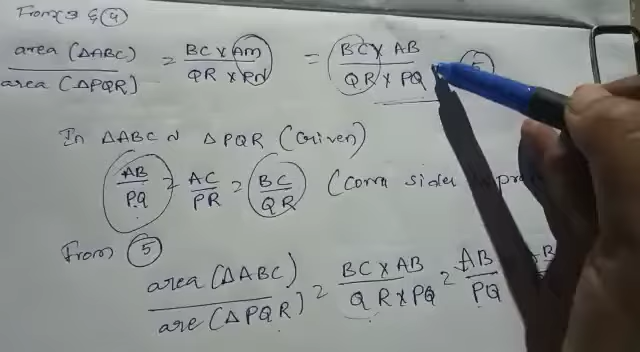 From 3 & 4
area (ΔABC) / area (ΔPQR) = BC × AM / QR × PN = BC × AB / QR × PQ 5
In ΔABC ~ ΔPQR (Given)
AB / PQ = AC / PR = BC / QR (Corr sides
From 5
area (ΔABC) / are (ΔPQR) = BC × AB / QR × PQ = AB / PQ